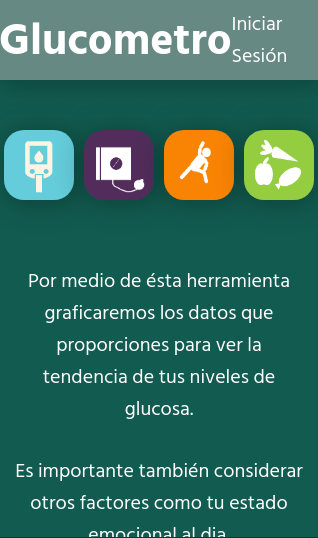 Glucometro
Iniciar
Sesión
Por medio de ésta herramienta
graficaremos los datos que
proporciones para ver la
tendencia de tus niveles de
glucosa.
Es importante también considerar
otros factores como tu estado
emocional al dia